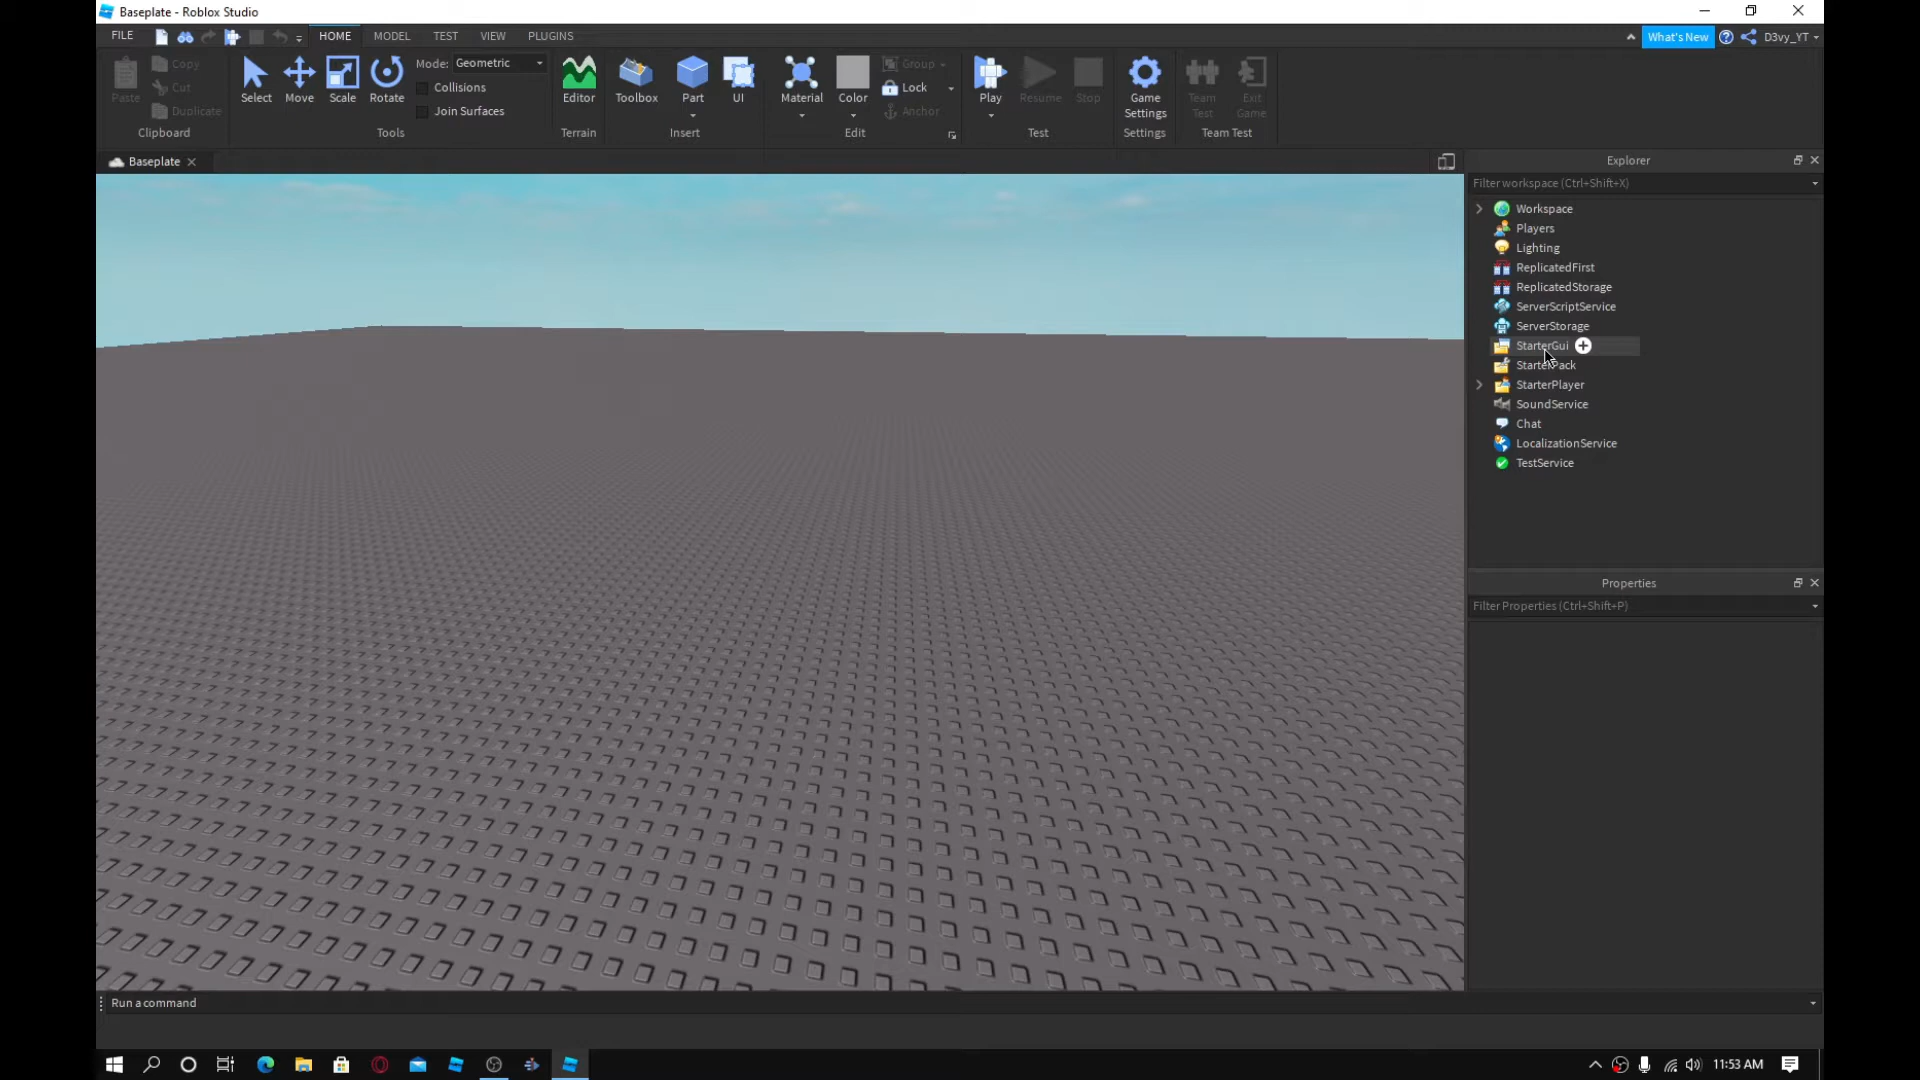 Baseplate - Roblox Studio
FILE HOME MODEL TEST VIEW PLUGINS What's New D3vy_YT
Paste Copy Cut Duplicate Clipboard
Select Move Scale Rotate Mode: Geometric Collisions Join Surfaces Tools
Editor Terrain
Toolbox Part UI Insert
Material Color Group Lock Anchor Edit
Play Resume Stop Test
Game Settings Settings
Team Test Exit Game Team Test
Baseplate
Explorer
Filter workspace (Ctrl+Shift+X)
Workspace
Players
Lighting
ReplicatedFirst
ReplicatedStorage
ServerScriptService
ServerStorage
StarterGui
StarterPack
StarterPlayer
SoundService
Chat
LocalizationService
TestService
Properties
Filter Properties (Ctrl+Shift+P)
Run a command
11:53 AM